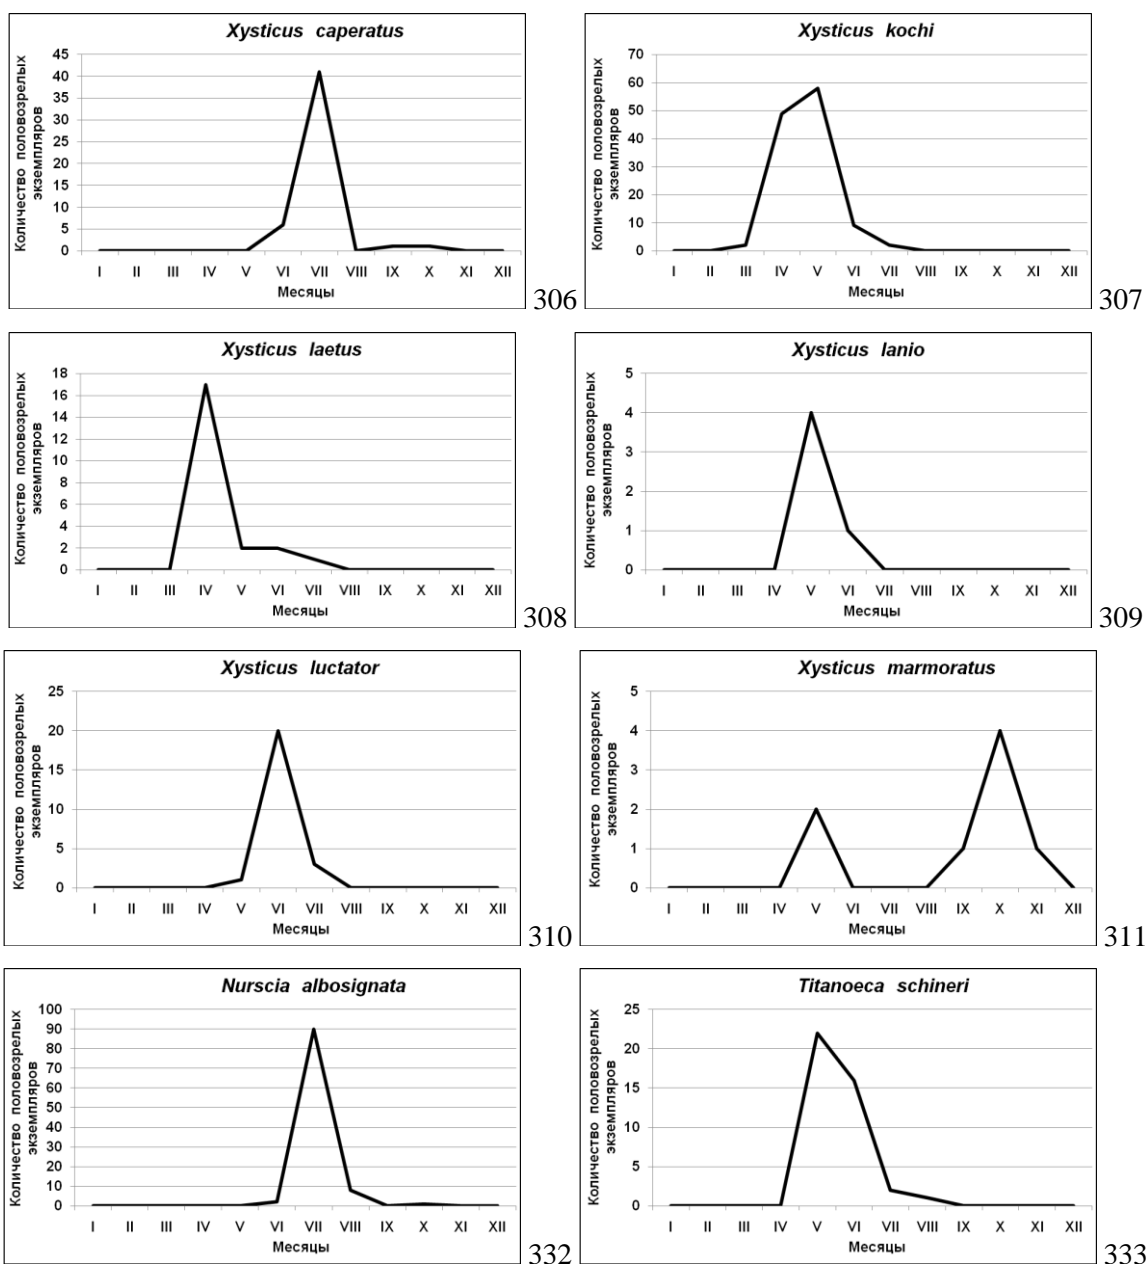 Xysticus caperatus
Количество половозрелых
экземпляров
45
40
35
30
25
20
15
10
5
0
I II III IV V VI VII VIII IX X XI XII
Месяцы
306
Xysticus kochi
Количество половозрелых
экземпляров
70
60
50
40
30
20
10
0
I II III IV V VI VII VIII IX X XI XII
Месяцы
307
Xysticus laetus
Количество половозрелых
экземпляров
18
16
14
12
10
8
6
4
2
0
I II III IV V VI VII VIII IX X XI XII
Месяцы
308
Xysticus lanio
Количество половозрелых
экземпляров
5
4
3
2
1
0
I II III IV V VI VII VIII IX X XI XII
Месяцы
309
Xysticus luctator
Количество половозрелых
экземпляров
25
20
15
10
5
0
I II III IV V VI VII VIII IX X XI XII
Месяцы
310
Xysticus marmoratus
Количество половозрелых
экземпляров
5
4
3
2
1
0
I II III IV V VI VII VIII IX X XI XII
Месяцы
311
Nurscia albosignata
Количество половозрелых
экземпляров
100
90
80
70
60
50
40
30
20
10
0
I II III IV V VI VII VIII IX X XI XII
Месяцы
332
Titanoeca schineri
Количество половозрелых
экземпляров
25
20
15
10
5
0
I II III IV V VI VII VIII IX X XI XII
Месяцы
333